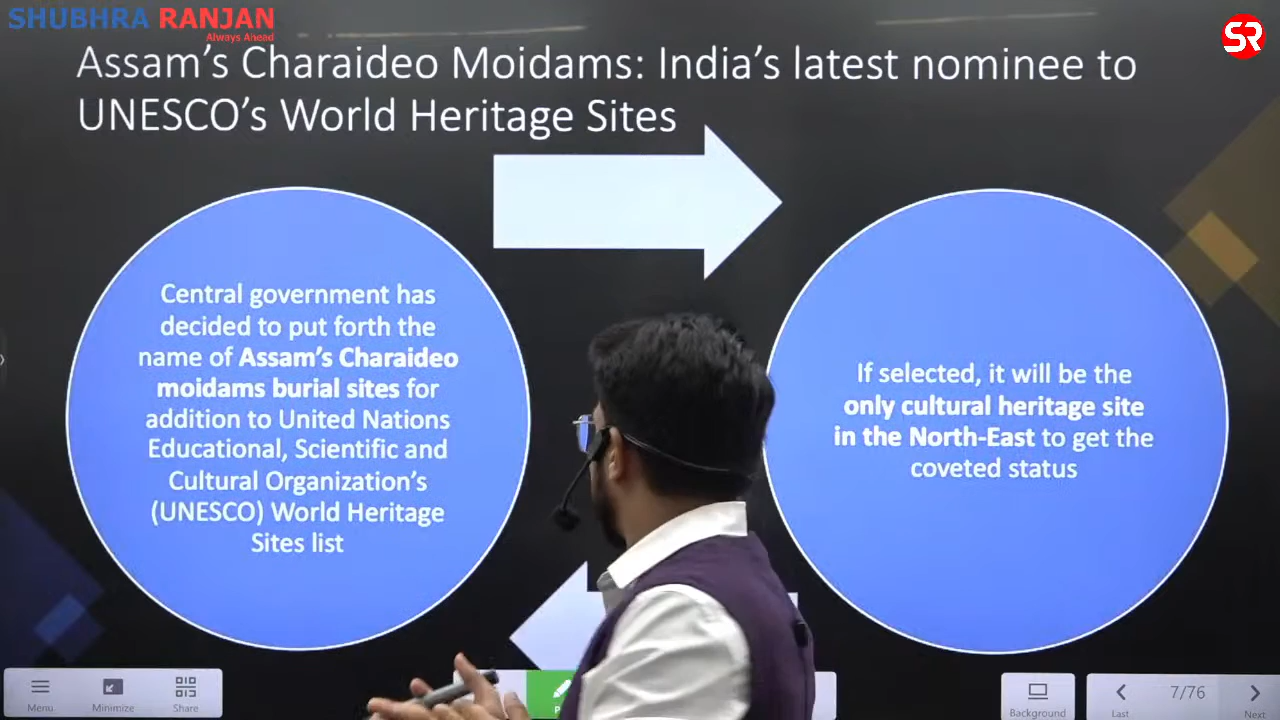 SHUBHRA RANJAN
Always Ahead
SR
Assam's Charaideo Moidams: India's latest nominee to
UNESCO's World Heritage Sites
Central government has
decided to put forth the
name of Assam's Charaideo
moidams burial sites for
addition to United Nations
Educational, Scientific and
Cultural Organization's
(UNESCO) World Heritage
Sites list
If selected, it will be the
only cultural heritage site
in the North-East to get the
coveted status
Menu
Minimize
Share
Background
Last
7/76
Next